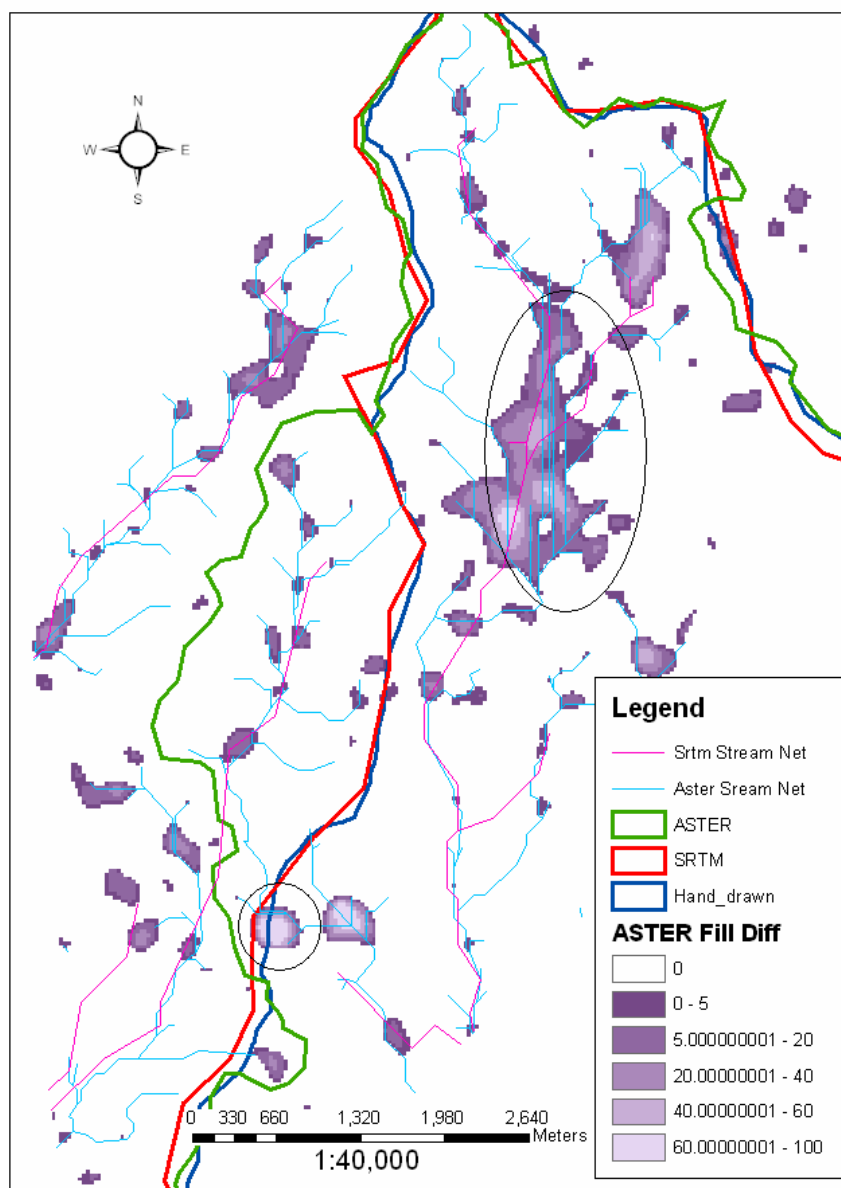 N
W E
S
Legend
Srtm Stream Net
Aster Sream Net
ASTER
SRTM
Hand_drawn
ASTER Fill Diff
0
0 - 5
5.000000001 - 20
20.00000001 - 40
40.00000001 - 60
60.00000001 - 100
0 330 660 1,320 1,980 2,640
Meters
1:40,000